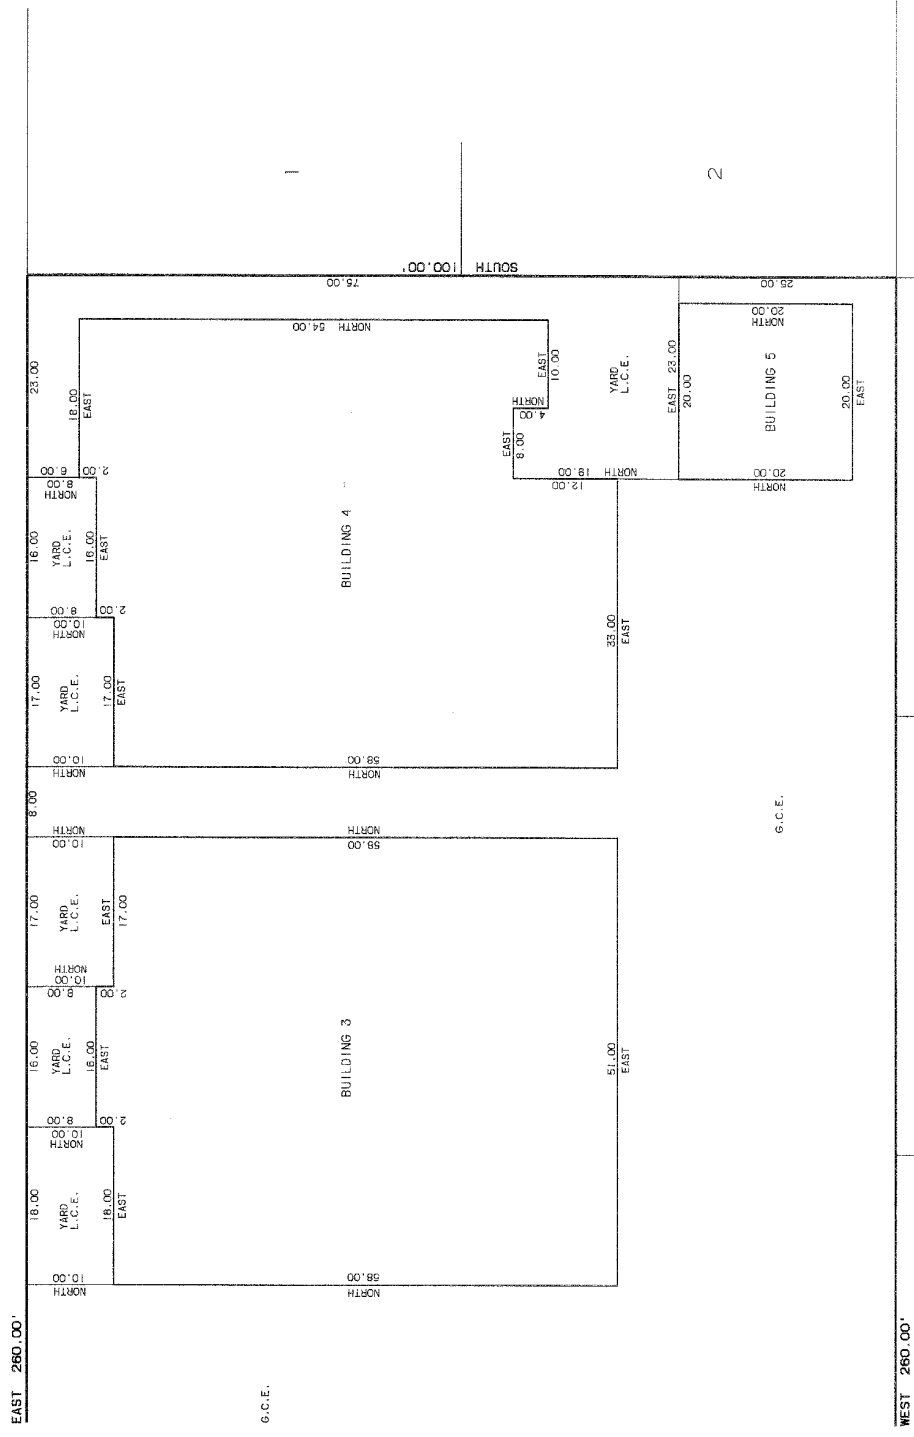 EAST 260.00'
18.00
16.00
17.00
8.00
17.00
16.00
23.00
10.00
NORTH
YARD
L.C.E.
10.00
NORTH
8.00
YARD
L.C.E.
8.00
10.00
NORTH
YARD
L.C.E.
10.00
NORTH
10.00
NORTH
YARD
L.C.E.
10.00
NORTH
8.00
YARD
L.C.E.
8.00
NORTH
6.00
18.00
EAST
2.00
16.00
EAST
2.00
17.00
EAST
17.00
EAST
2.00
16.00
EAST
2.00
18.00
EAST
G.C.E.
58.00
NORTH
BUILDING 3
58.00
NORTH
58.00
NORTH
BUILDING 4
54.00
NORTH
75.00
SOUTH 100.00'
1
EAST
8.00
NORTH
4.00
EAST
10.00
51.00
EAST
33.00
EAST
12.00
19.00
NORTH
YARD
L.C.E.
EAST 23.00
20.00
20.00
NORTH
BUILDING 5
20.00
NORTH
25.00
20.00
EAST
G.C.E.
2
WEST 260.00'